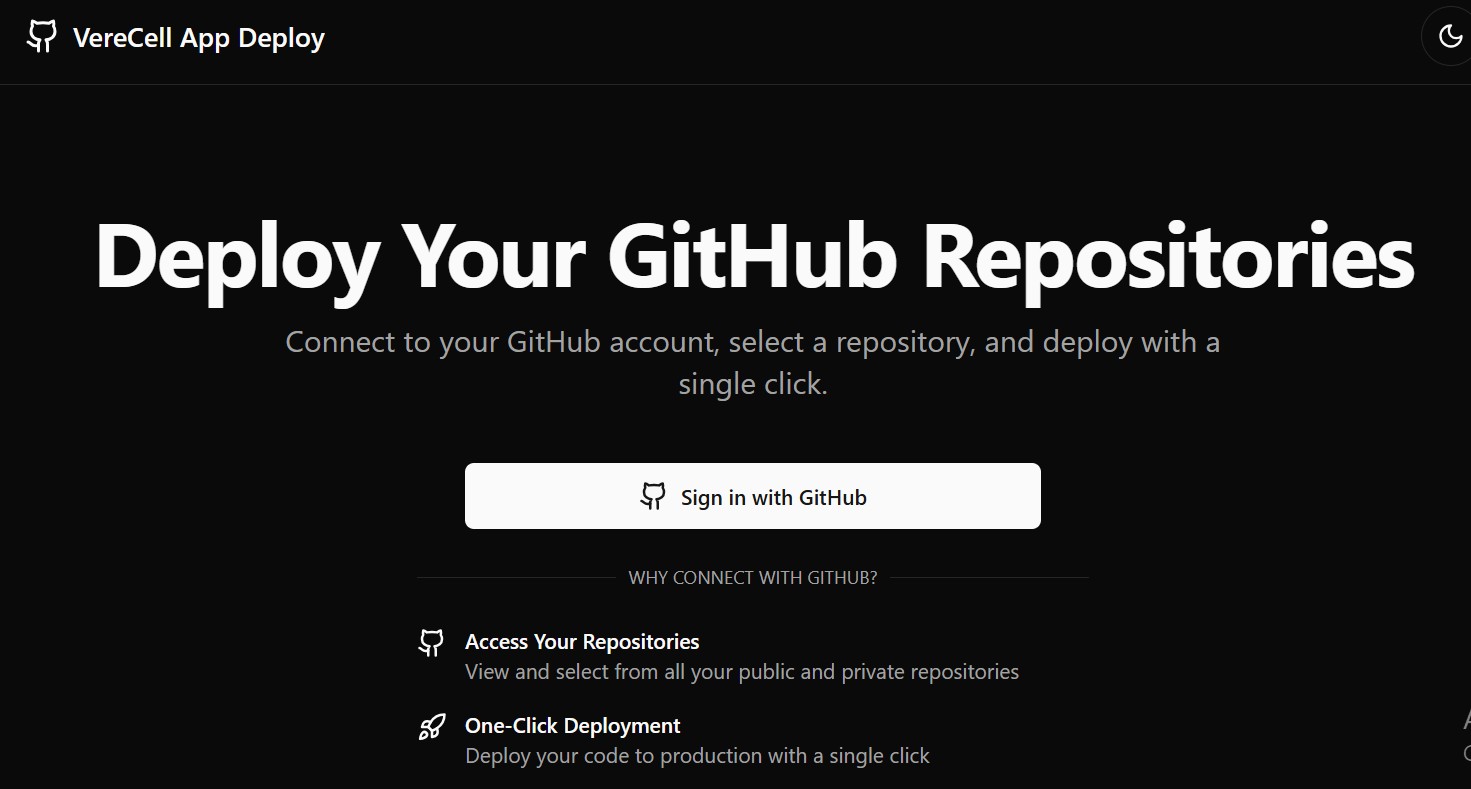 VereCell App Deploy
Deploy Your GitHub Repositories
Connect to your GitHub account, select a repository, and deploy with a
single click.
Sign in with GitHub
WHY CONNECT WITH GITHUB?
Access Your Repositories
View and select from all your public and private repositories
One-Click Deployment
Deploy your code to production with a single click